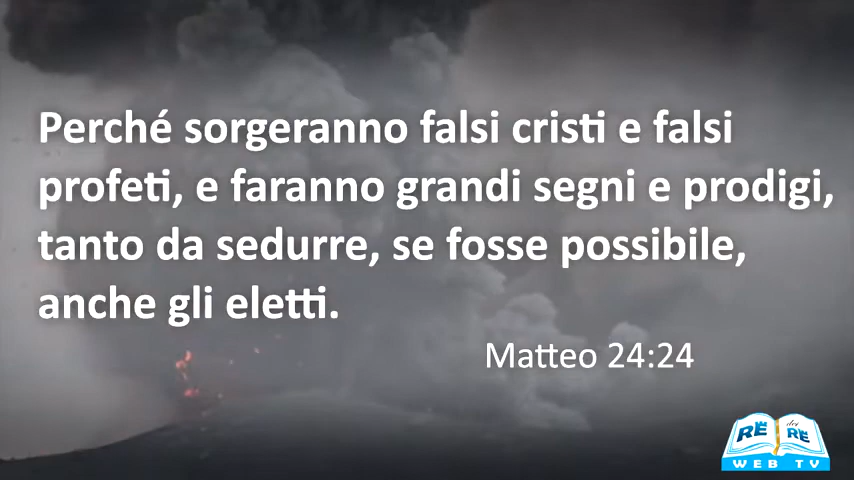 Perché sorgeranno falsi cristi e falsi
profeti, e faranno grandi segni e prodigi,
tanto da sedurre, se fosse possibile,
anche gli eletti.
Matteo 24:24
RE dei RE
WEB TV